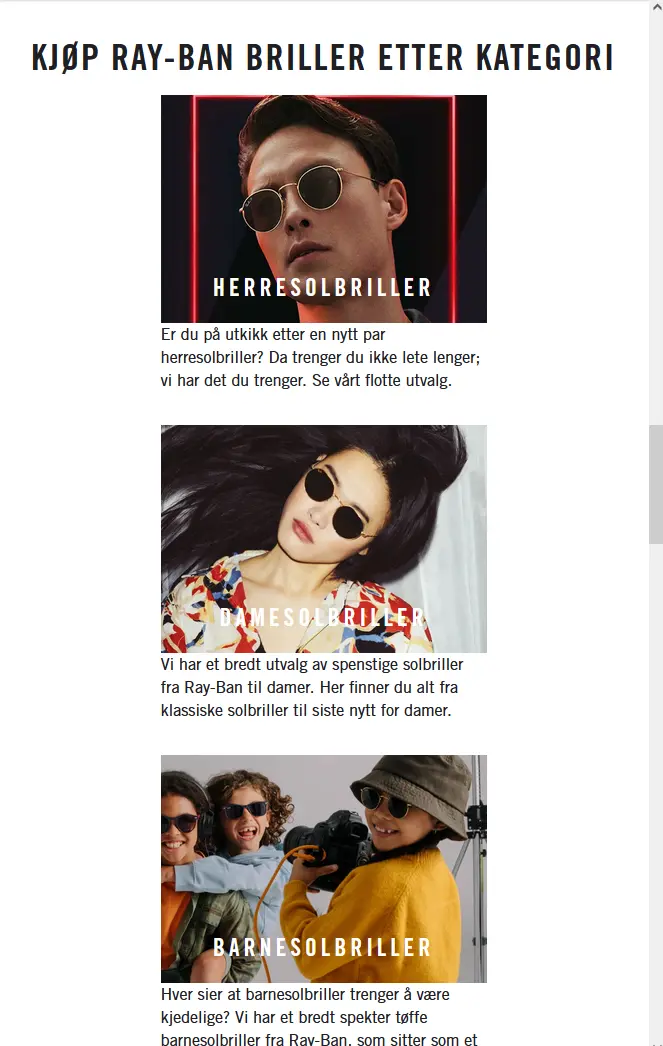 KJØP RAY-BAN BRILLER ETTER KATEGORI
HERRESOLBRILLER
Er du på utkikk etter en nytt par
herresolbriller? Da trenger du ikke lete lenger;
vi har det du trenger. Se vårt flotte utvalg.
DAMESOLBRILLER
Vi har et bredt utvalg av spenstige solbriller
fra Ray-Ban til damer. Her finner du alt fra
klassiske solbriller til siste nytt for damer.
BARNESOLBRILLER
Hver sier at barnesolbriller trenger å være
kjedelige? Vi har et bredt spekter tøffe
barnesolbriller fra Ray-Ban, som sitter som et